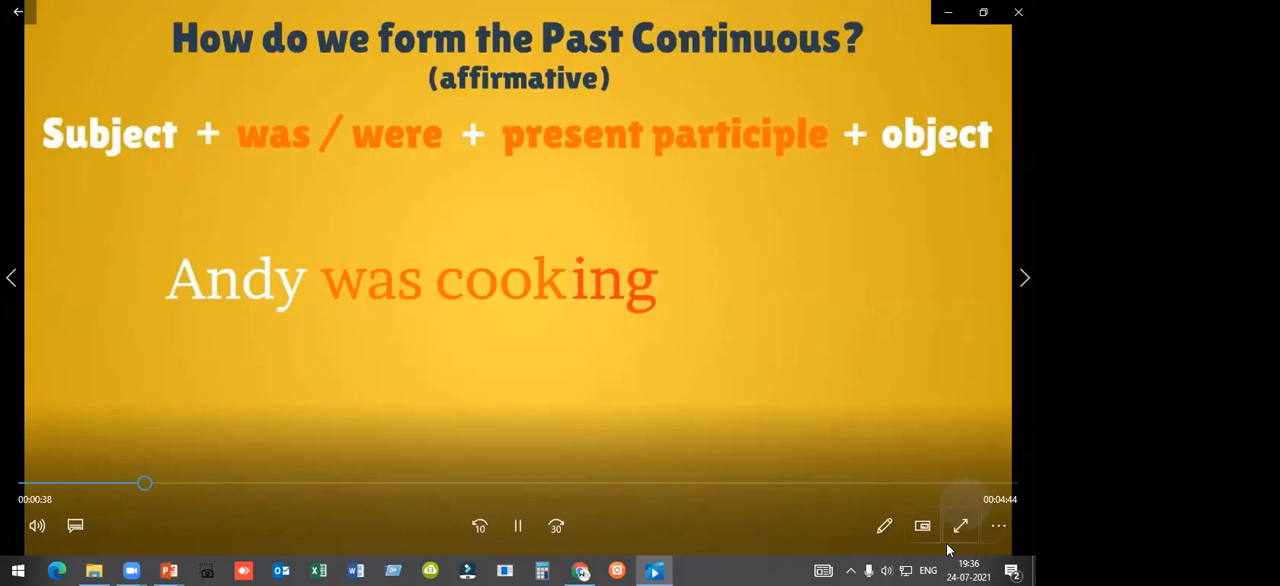 How do we form the Past Continuous?
(affirmative)
Subject + was / were + present participle + object
Andy was cooking
00:00:38
00:04:44
10
30
ENG
19:36
24-07-2021
2